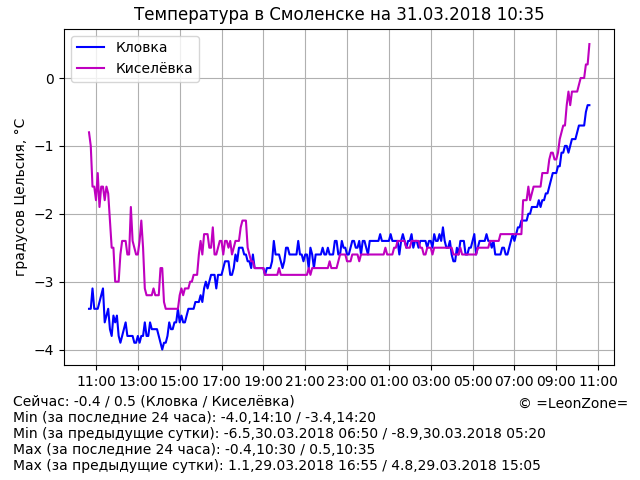 Температура в Смоленске на 31.03.2018 10:35
Кловка
Киселёвка
градусов Цельсия, °C
0
−1
−2
−3
−4
11:00 13:00 15:00 17:00 19:00 21:00 23:00 01:00 03:00 05:00 07:00 09:00 11:00
Сейчас: -0.4 / 0.5 (Кловка / Киселёвка)
© =LeonZone=
Min (за последние 24 часа): -4.0,14:10 / -3.4,14:20
Min (за предыдущие сутки): -6.5,30.03.2018 06:50 / -8.9,30.03.2018 05:20
Max (за последние 24 часа): -0.4,10:30 / 0.5,10:35
Max (за предыдущие сутки): 1.1,29.03.2018 16:55 / 4.8,29.03.2018 15:05